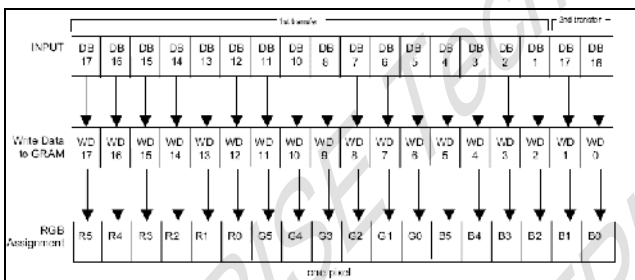 1st transfer 2nd transfer
INPUT DB 17 DB 16 DB 15 DB 14 DB 13 DB 12 DB 11 DB 10 DB 8 DB 7 DB 6 DB 5 DB 4 DB 3 DB 2 DB 1 DB 17 DB 16
Write Data to GRAM WD 17 WD 16 WD 15 WD 14 WD 13 WD 12 WD 11 WD 10 WD 9 WD 8 WD 7 WD 6 WD 5 WD 4 WD 3 WD 2 WD 1 WD 0
RGB Assignment R5 R4 R3 R2 R1 R0 G5 G4 G3 G2 G1 G0 B5 B4 B3 B2 B1 B0
one pixel